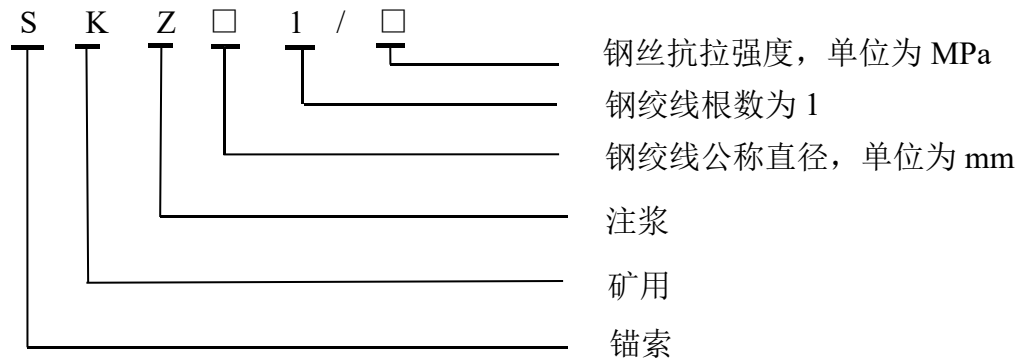 S K Z □ 1 / □
钢丝抗拉强度，单位为 MPa
钢绞线根数为 1
钢绞线公称直径，单位为 mm
注浆
矿用
锚索